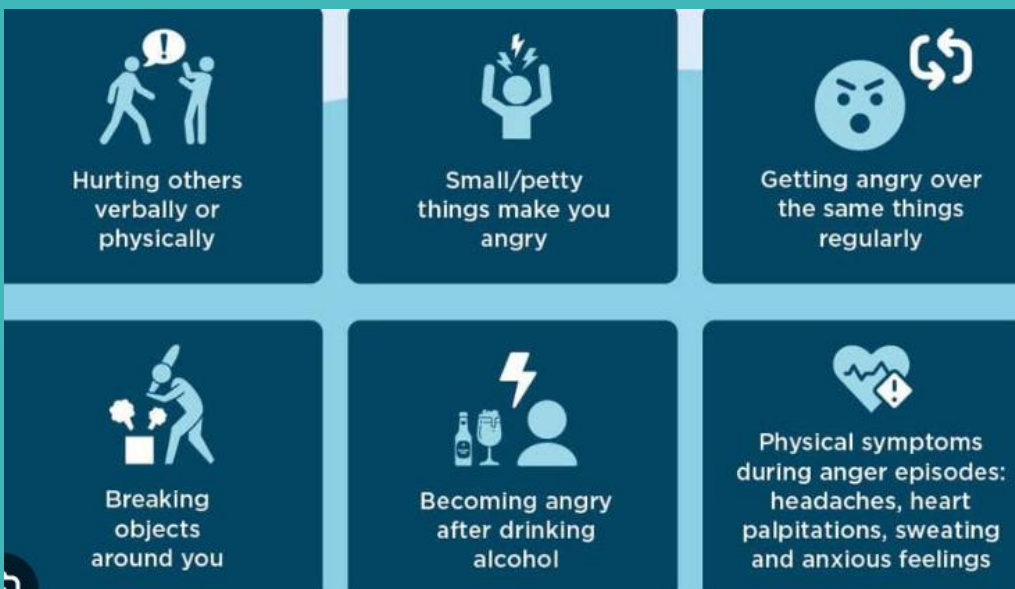 Hurting others
verbally or
physically
Small/petty
things make you
angry
Getting angry over
the same things
regularly
Breaking
objects
around you
Becoming angry
after drinking
alcohol
Physical symptoms
during anger episodes:
headaches, heart
palpitations, sweating
and anxious feelings